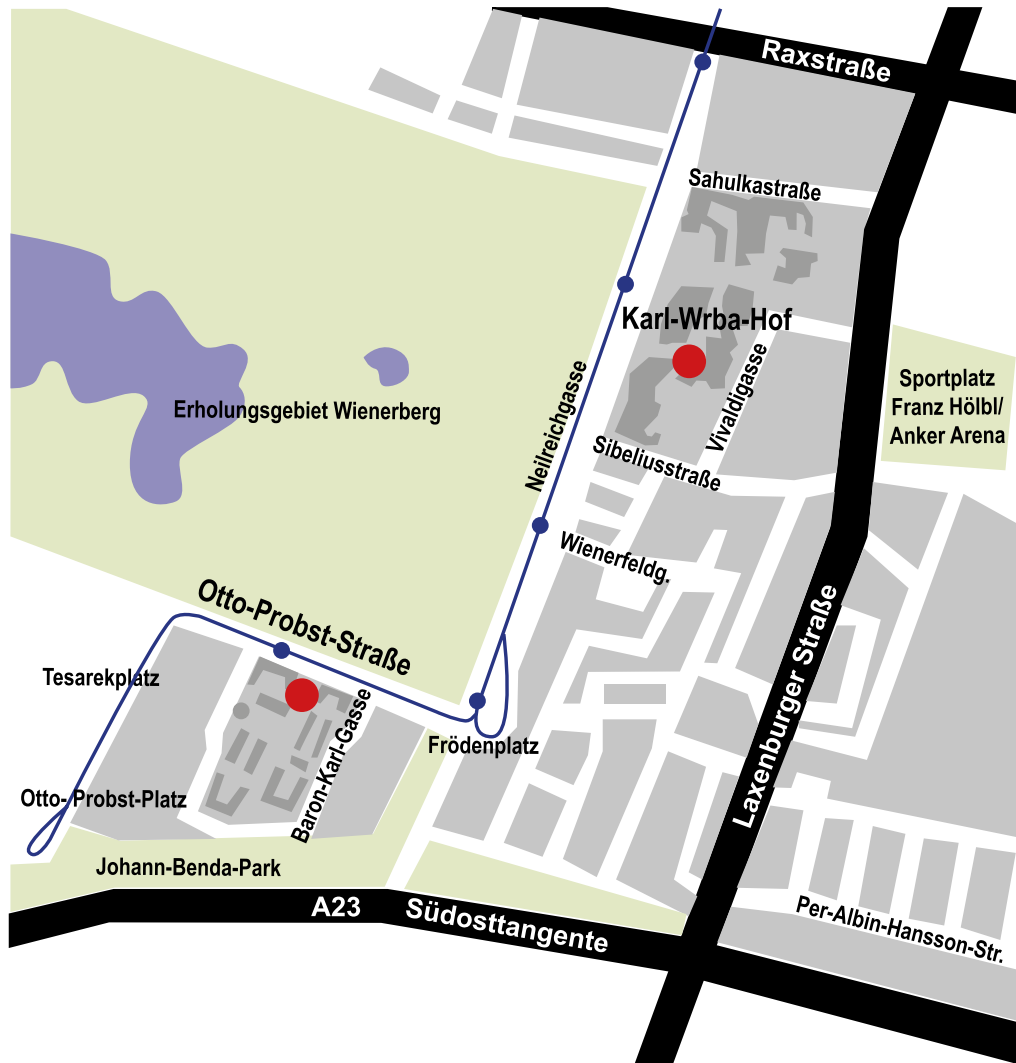 Raxstraße
Sahulkastraße
Karl-Wrba-Hof
Sportplatz
Franz Hölbl/
Anker Arena
Vivaldigasse
Neilreichgasse
Erholungsgebiet Wienerberg
Sibeliusstraße
Wienerfeldg.
Otto-Probst-Straße
Laxenburger Straße
Tesarekplatz
Baron-Karl-Gasse
Frödenplatz
Otto- Probst-Platz
Johann-Benda-Park
A23 Südosttangente
Per-Albin-Hansson-Str.